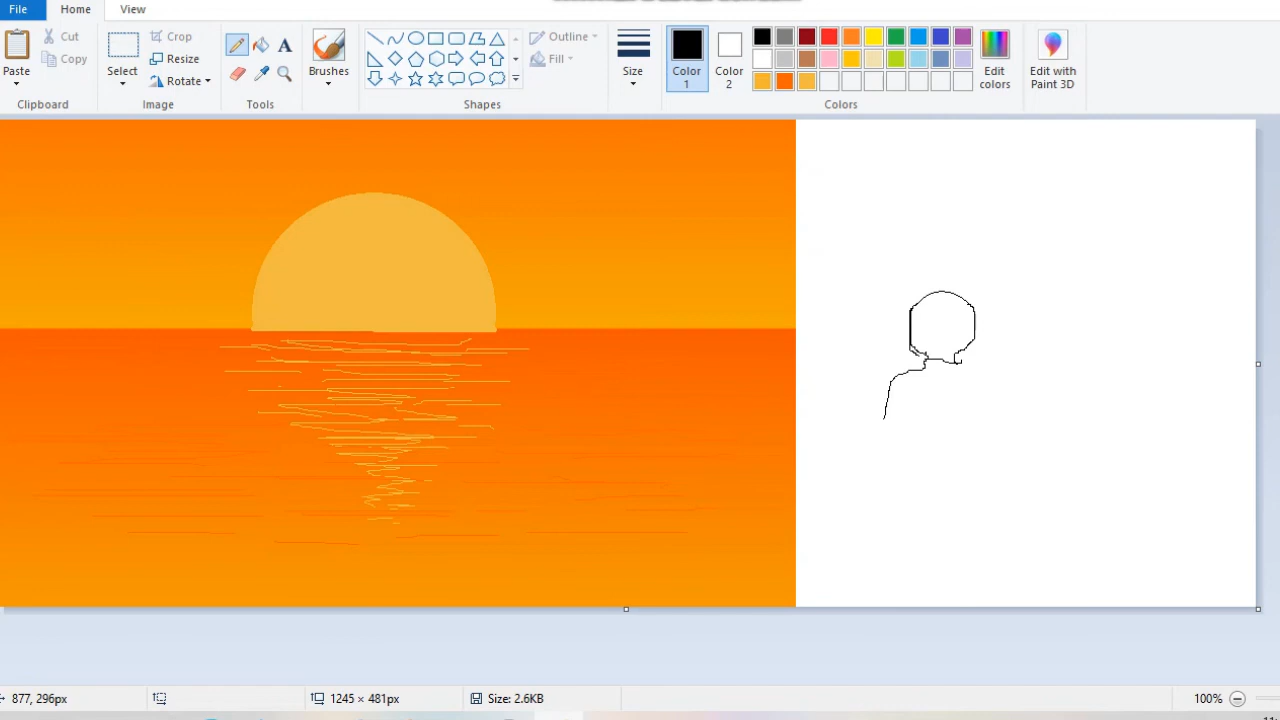 File Home View
Paste
Cut
Copy
Clipboard
Select
Crop
Resize
Rotate
Image
A
Tools
Brushes
Shapes
Outline
Fill
Size
Color
1
Color
2
Edit
colors
Colors
Edit with
Paint 3D
877, 296px
1245 × 481px
Size: 2.6KB
100%